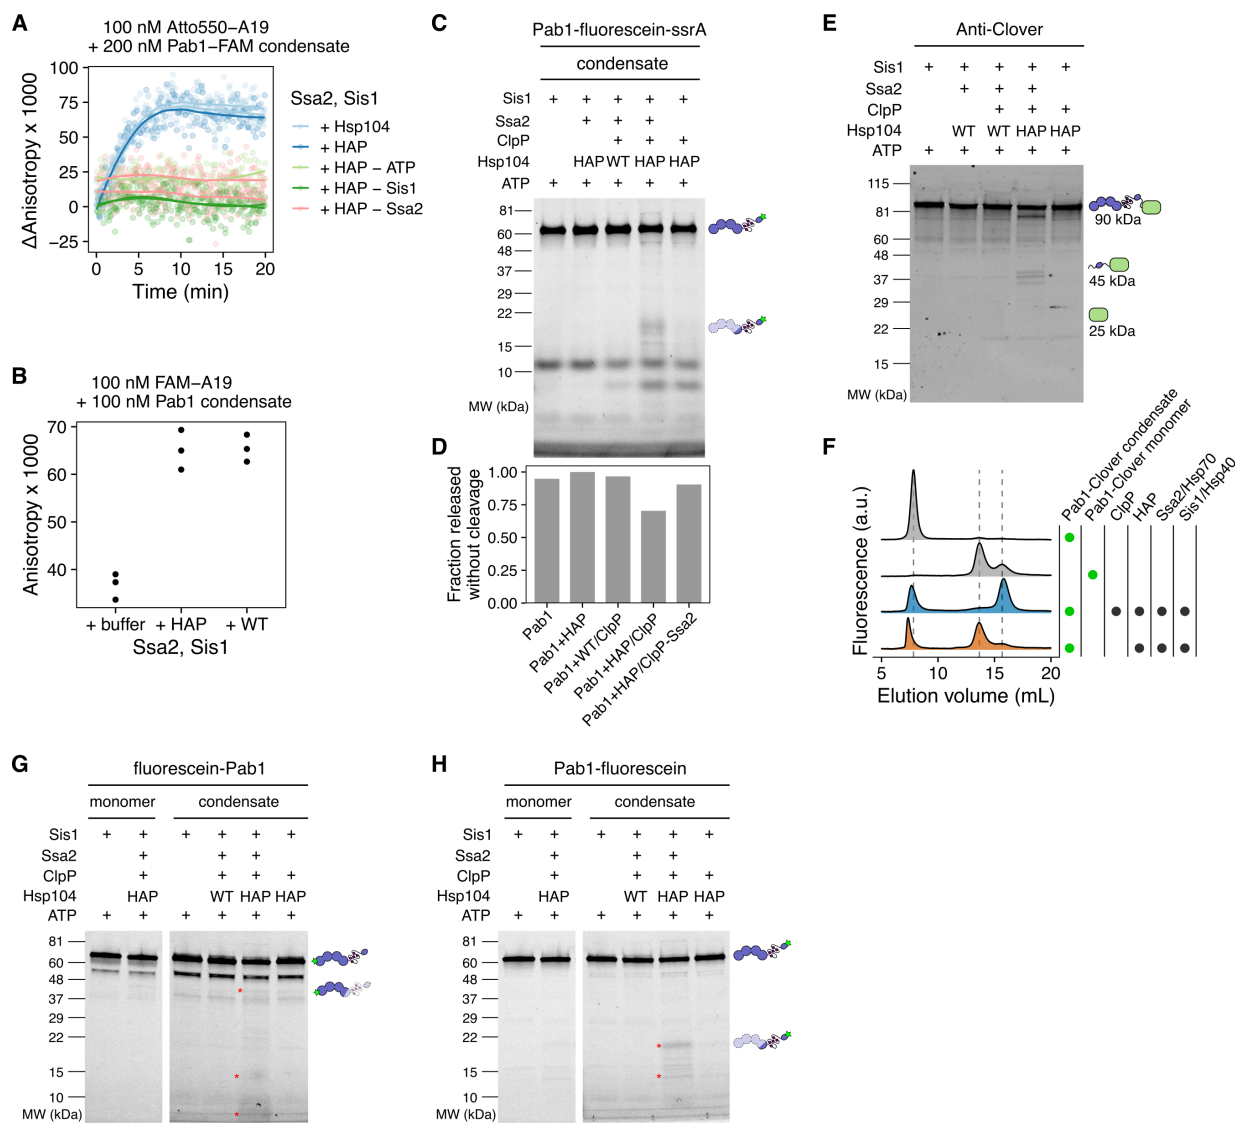 A
100 nM Atto550−A19
+ 200 nM Pab1−FAM condensate
ΔAnisotropy x 1000
100
75
50
25
0
−25
0 5 10 15 20
Time (min)
Ssa2, Sis1
+ Hsp104
+ HAP
+ HAP − ATP
+ HAP − Sis1
+ HAP − Ssa2
B
100 nM FAM−A19
+ 100 nM Pab1 condensate
Anisotropy x 1000
70
60
50
40
+ buffer + HAP + WT
Ssa2, Sis1
C
Pab1-fluorescein-ssrA
condensate
Sis1 + + + + +
Ssa2 + + +
ClpP + + +
Hsp104 HAP WT HAP HAP
ATP + + + + +
81
60
48
37
29
22
15
10
MW (kDa)
D
Fraction released
without cleavage
1.00
0.75
0.50
0.25
0.00
Pab1
Pab1+HAP
Pab1+WT/ClpP
Pab1+HAP/ClpP
Pab1+HAP/ClpP-Ssa2
E
Anti-Clover
Sis1 + + + + +
Ssa2 + + +
ClpP + + +
Hsp104 WT WT HAP HAP
ATP + + + + +
115
81
60
48
37
29
22
15
MW (kDa)
90 kDa
45 kDa
25 kDa
F
Fluorescence (a.u.)
5 10 15 20
Elution volume (mL)
Pab1-Clover condensate
Pab1-Clover monomer
ClpP
HAP
Ssa2/Hsp70
Sis1/Hsp40
G
fluorescein-Pab1
monomer condensate
Sis1 + + + + + +
Ssa2 + + +
ClpP + + + +
Hsp104 HAP WT HAP HAP
ATP + + + + + +
81
60
48
37
29
22
15
10
MW (kDa)
*
*
*
H
Pab1-fluorescein
monomer condensate
Sis1 + + + + + +
Ssa2 + + +
ClpP + + + +
Hsp104 HAP WT HAP HAP
ATP + + + + + +
81
60
48
37
29
22
15
10
MW (kDa)
*
*